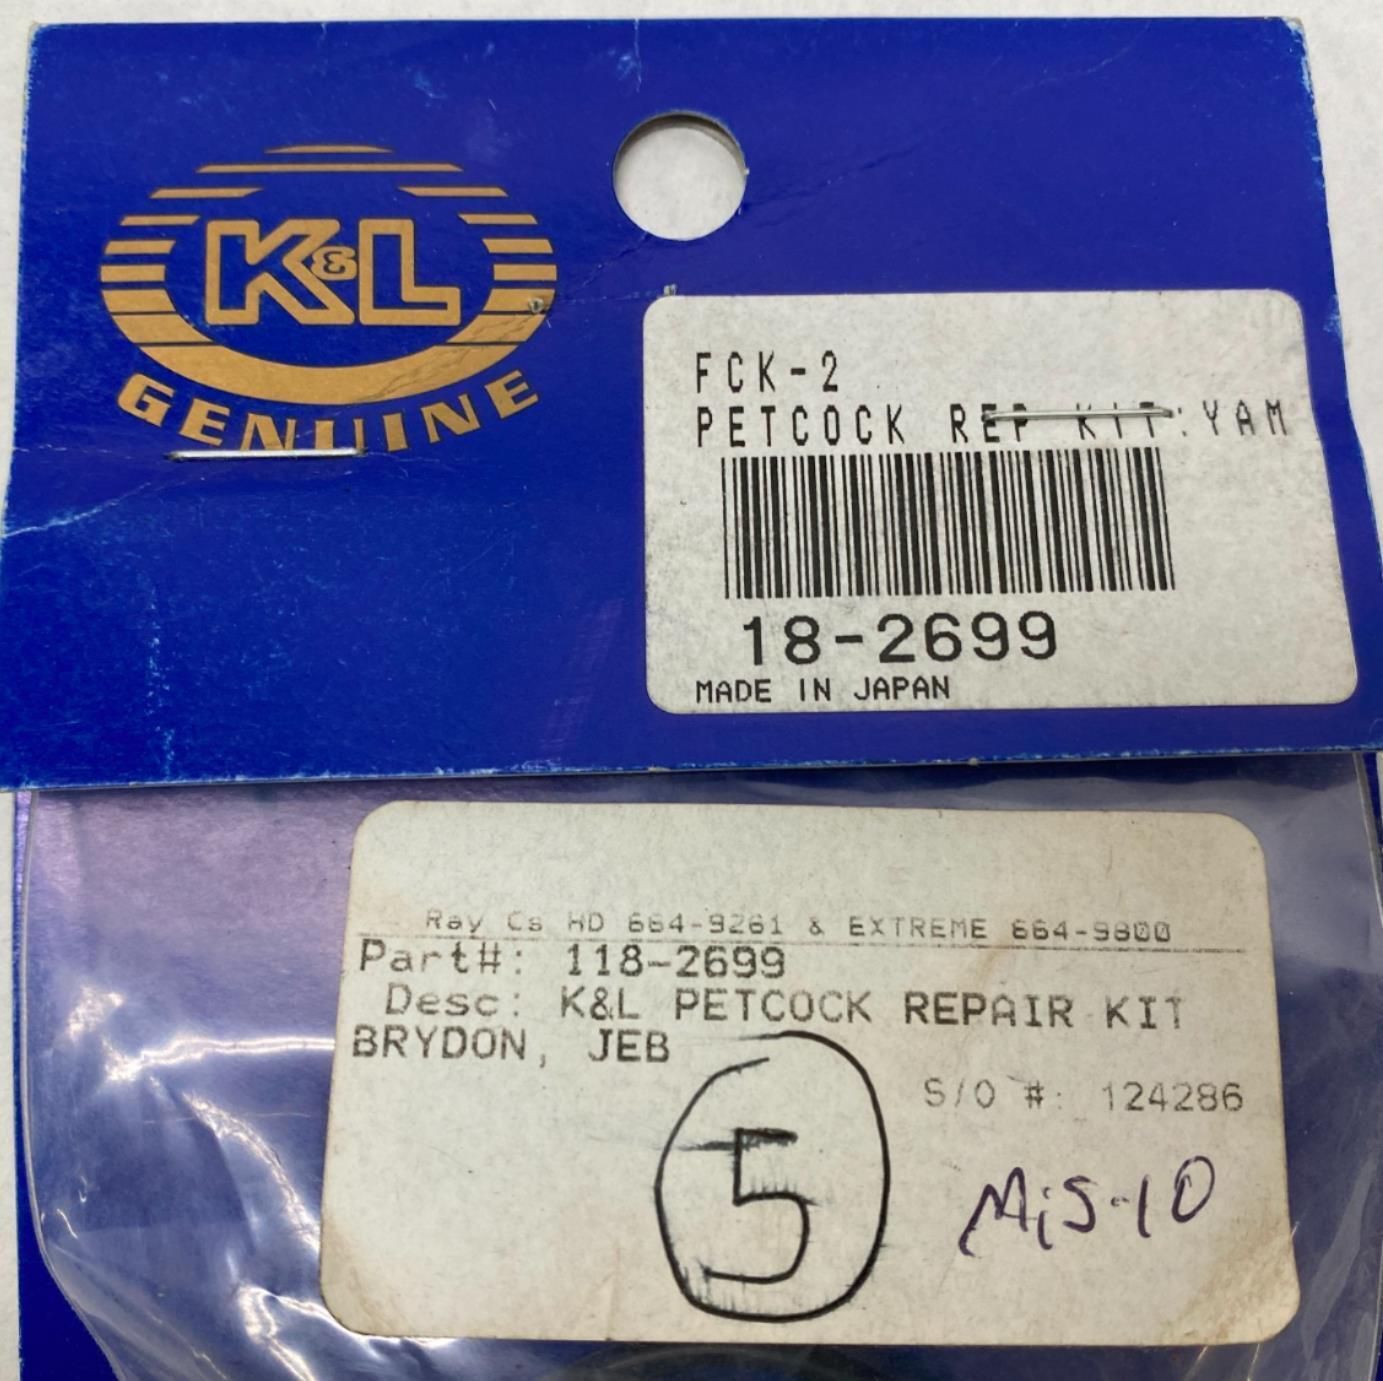 K&L
GENUINE
FCK-2
PETCOCK REP KIT:YAM
18-2699
MADE IN JAPAN
Ray Cs HD 664-9261 & EXTREME 664-9800
Part#: 118-2699
Desc: K&L PETCOCK REPAIR KIT
BRYDON, JEB
S/O #: 124286
5
MiS-10